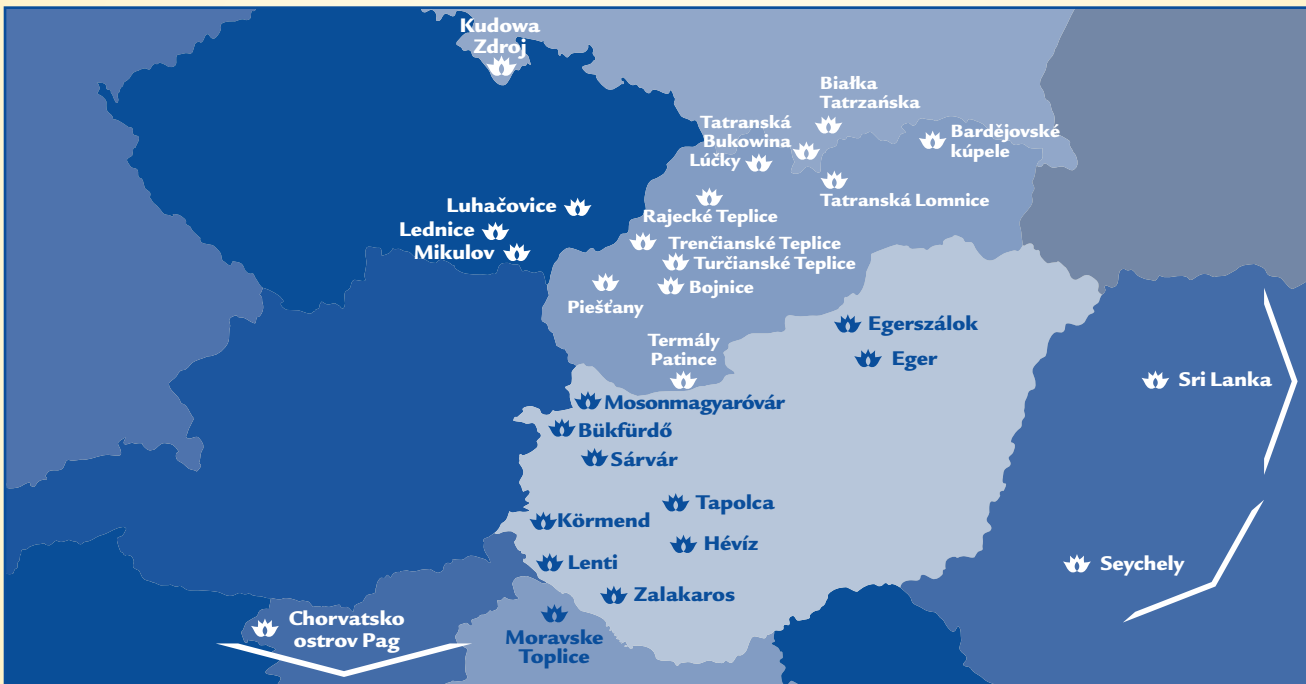 Kudowa
Zdroj
Białka
Tatrzańska
Tatranská
Bukowina
Bardějovské
kúpele
Lúčky
Tatranská Lomnice
Rajecké Teplice
Luhačovice
Lednice
Mikulov
Trenčianské Teplice
Turčianské Teplice
Bojnice
Piešťany
Termály
Patince
Egerszálok
Eger
Sri Lanka
Mosonmagyaróvár
Bükfürdő
Sárvár
Tapolca
Körmend
Hévíz
Lenti
Seychely
Zalakaros
Chorvatsko
ostrov Pag
Moravske
Toplice